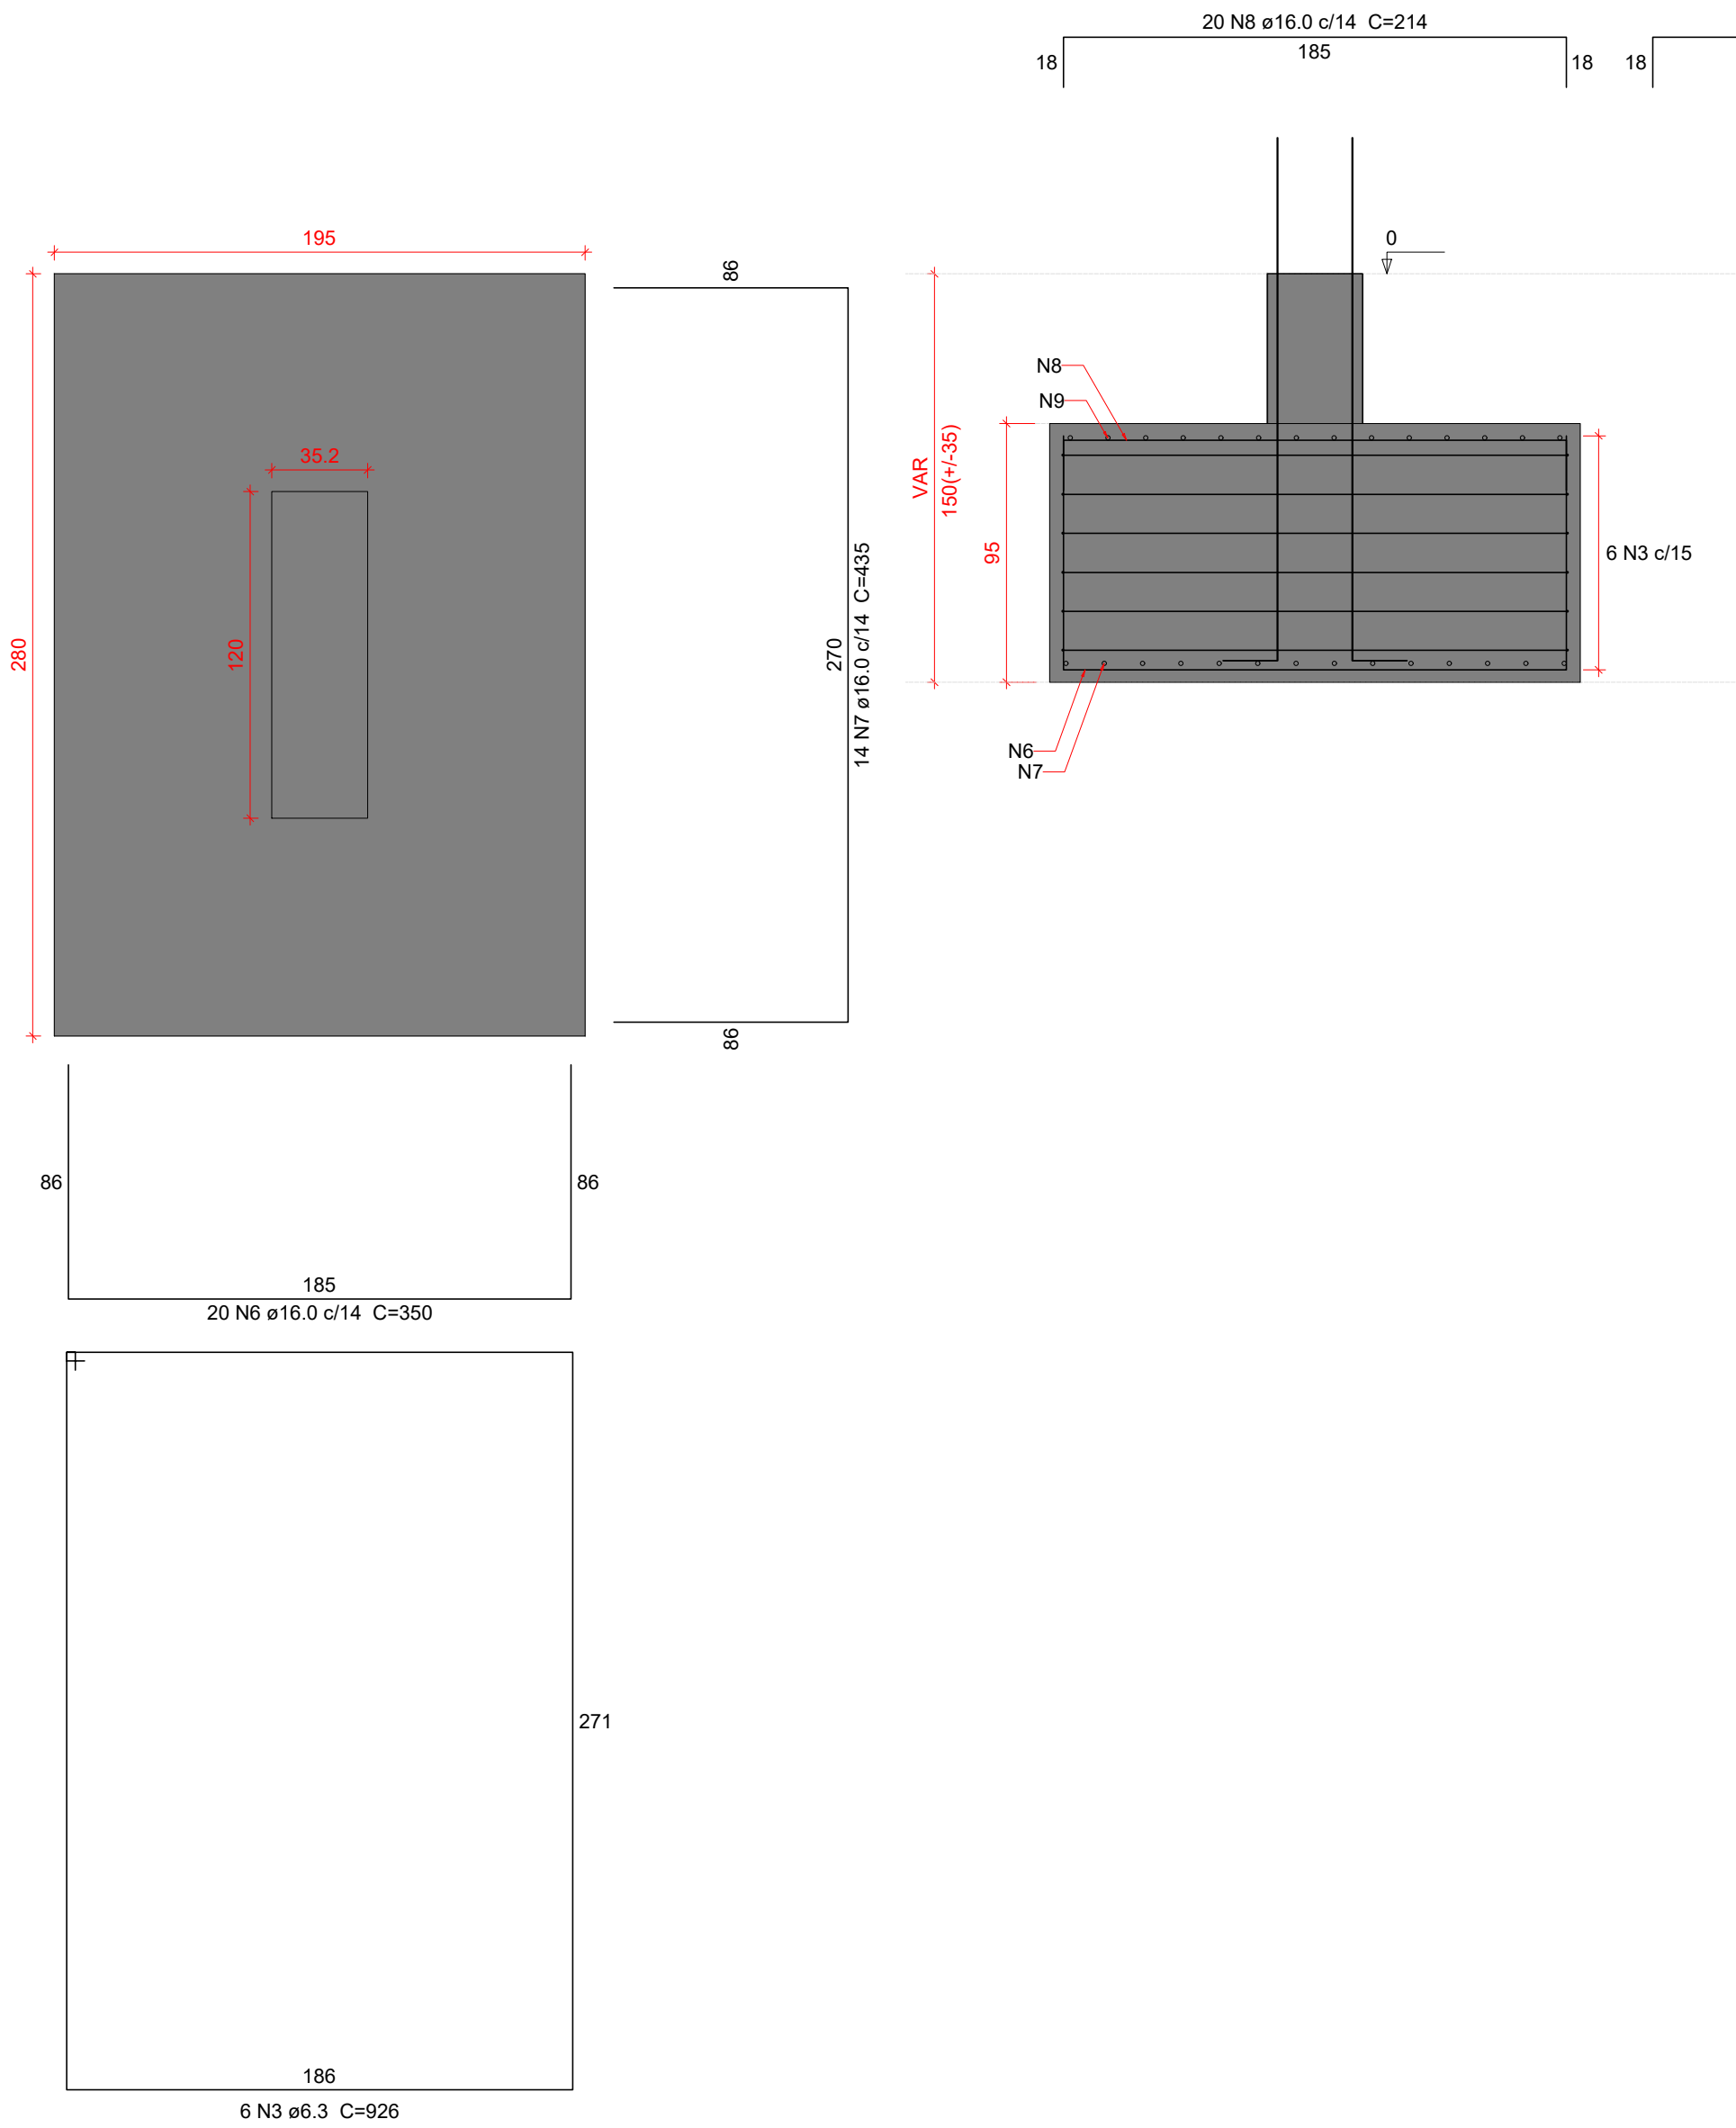 20 N8 ø16.0 c/14 C=214
185
18
18
18
195
280
35.2
120
86
270
14 N7 ø16.0 c/14 C=435
86
0
VAR
150(+/-35)
95
N8
N9
6 N3 c/15
N6
N7
86
86
185
20 N6 ø16.0 c/14 C=350
271
186
6 N3 ø6.3 C=926